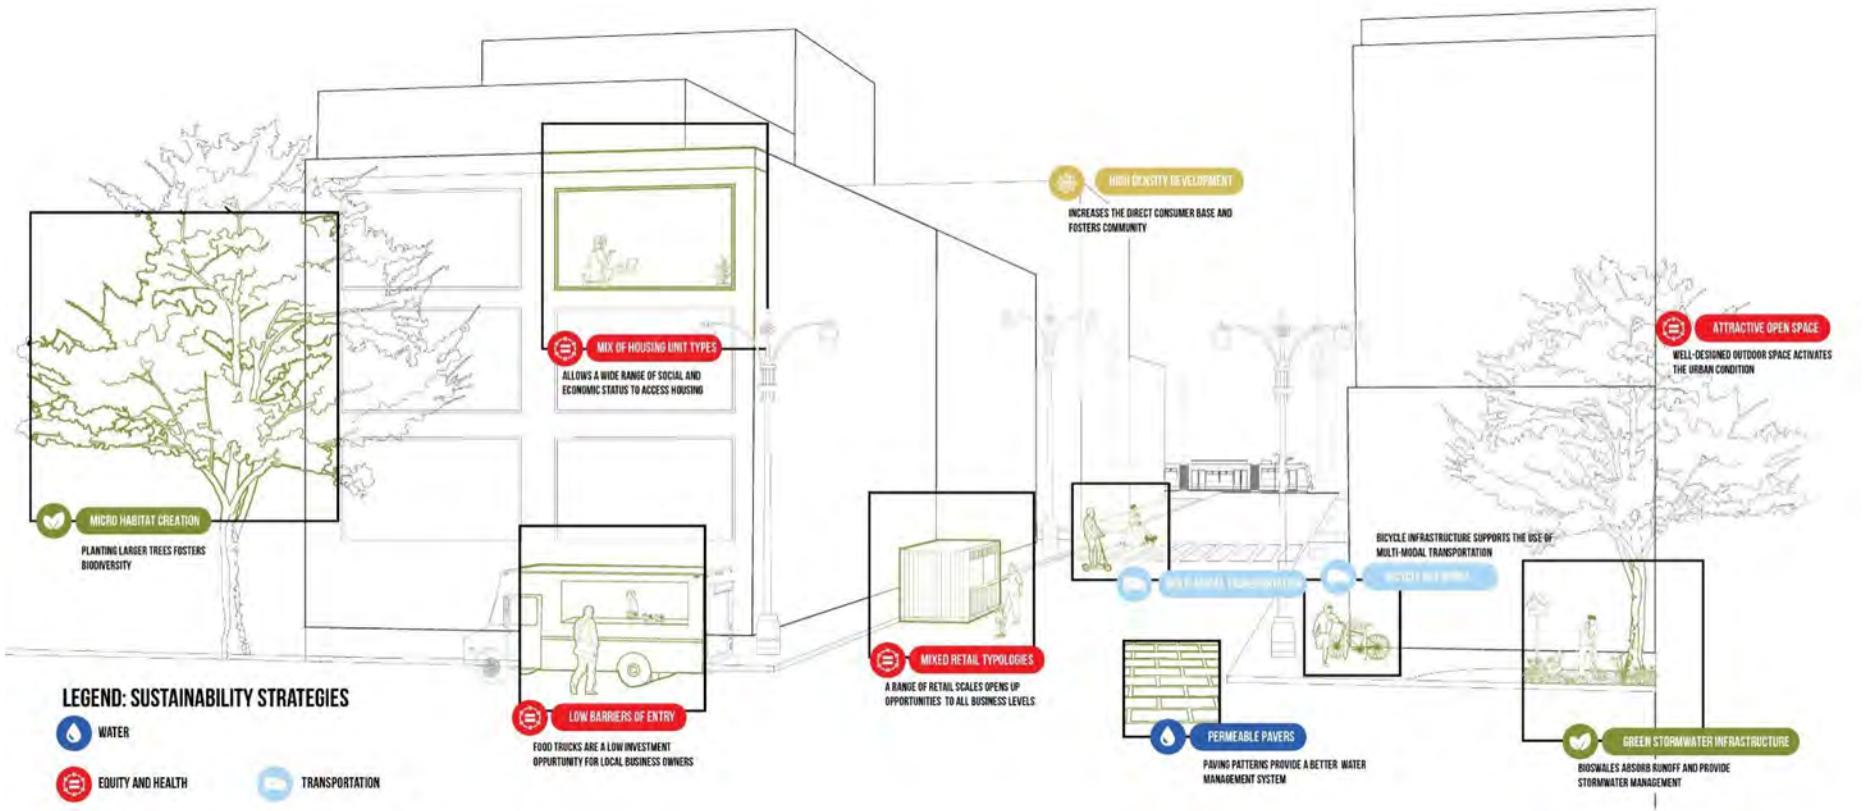 HIGH DENSITY DEVELOPMENT
INCREASES THE DIRECT CONSUMER BASE AND
FOSTERS COMMUNITY
ATTRACTIVE OPEN SPACE
WELL-DESIGNED OUTDOOR SPACE ACTIVATES
THE URBAN CONDITION
MIX OF HOUSING UNIT TYPES
ALLOWS A WIDE RANGE OF SOCIAL AND
ECONOMIC STATUS TO ACCESS HOUSING
MICRO HABITAT CREATION
PLANTING LARGER TREES FOSTERS
BIODIVERSITY
BICYCLE INFRASTRUCTURE SUPPORTS THE USE OF
MULTI-MODAL TRANSPORTATION
MULTI-MODAL TRANSPORTATION
BICYCLE
MIXED RETAIL TYPOLOGIES
A RANGE OF RETAIL SCALES OPENS UP
OPPORTUNITIES TO ALL BUSINESS LEVELS
LOW BARRIERS OF ENTRY
FOOD TRUCKS ARE A LOW INVESTMENT
OPPURTUNITY FOR LOCAL BUSINESS OWNERS
PERMEABLE PAVERS
PAVING PATTERNS PROVIDE A BETTER WATER
MANAGEMENT SYSTEM
GREEN STORMWATER INFRASTRUCTURE
BIOSWALES ABSORB RUNOFF AND PROVIDE
STORMWATER MANAGEMENT
LEGEND: SUSTAINABILITY STRATEGIES
WATER
EQUITY AND HEALTH
TRANSPORTATION